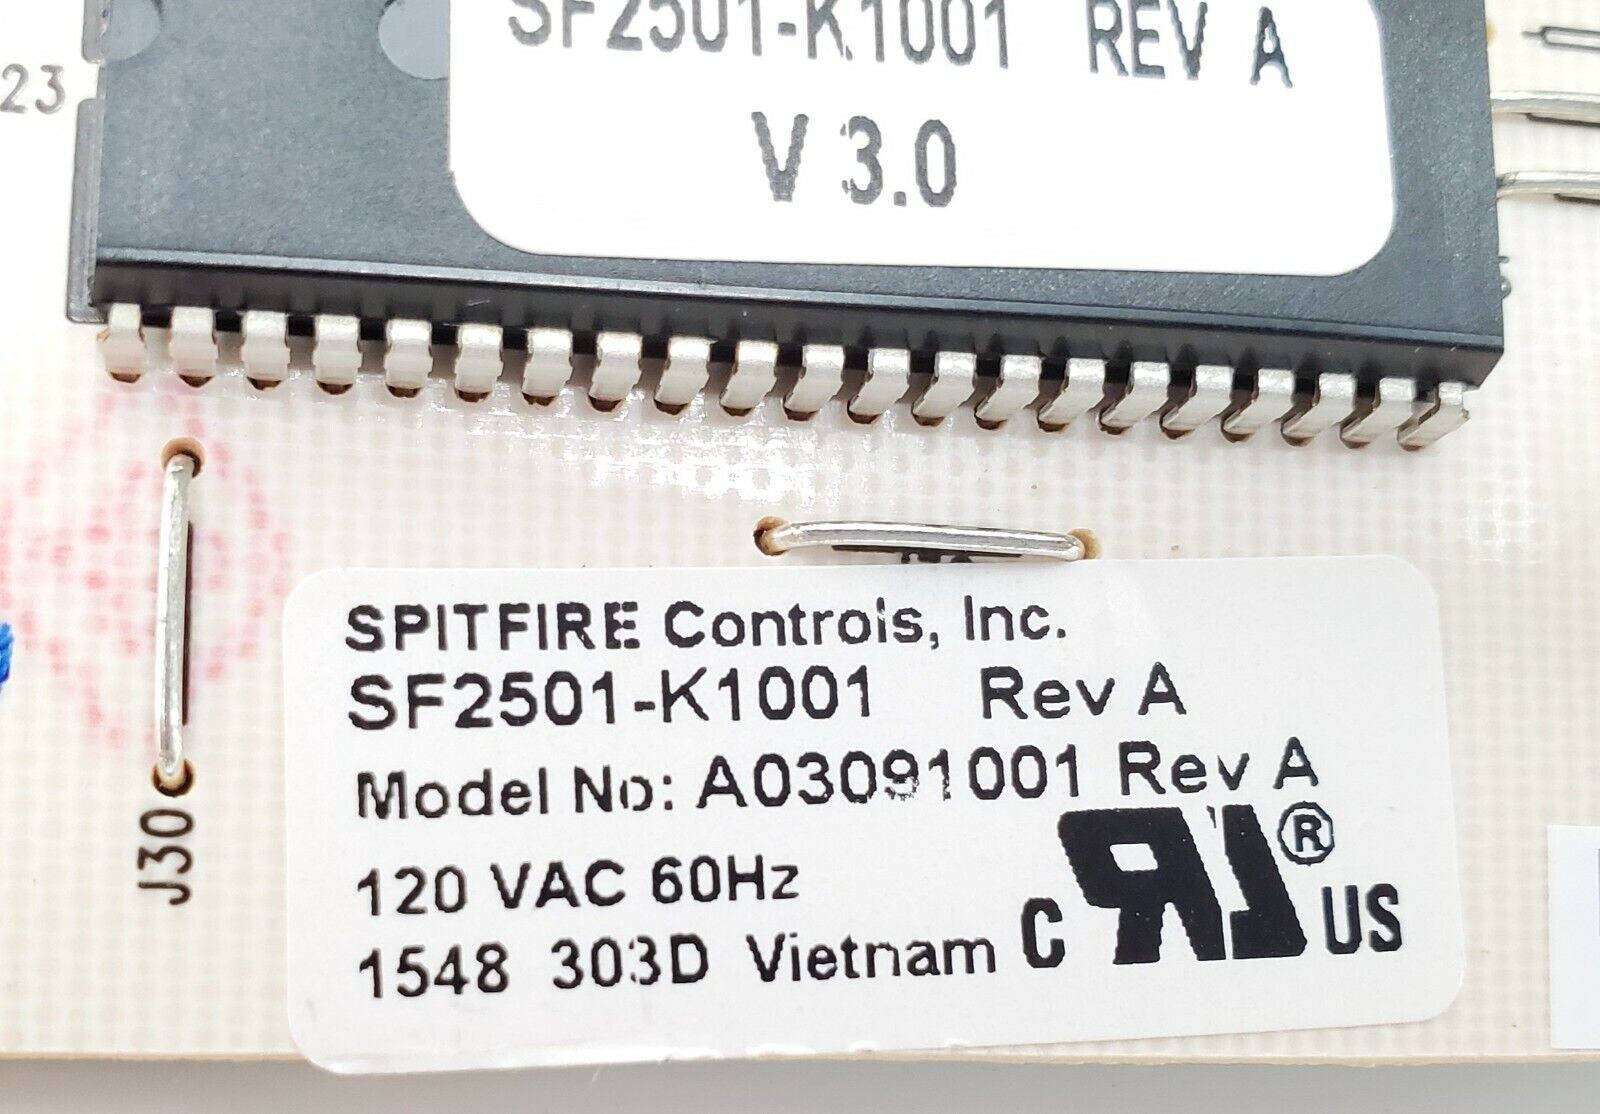 SF2501-K1001 REV A
23
V 3.0
SPITFIRE Controls, Inc.
SF2501-K1001 Rev A
Model No: A03091001 Rev A
120 VAC 60Hz
1548 303D Vietnam
C RU ® US
J30